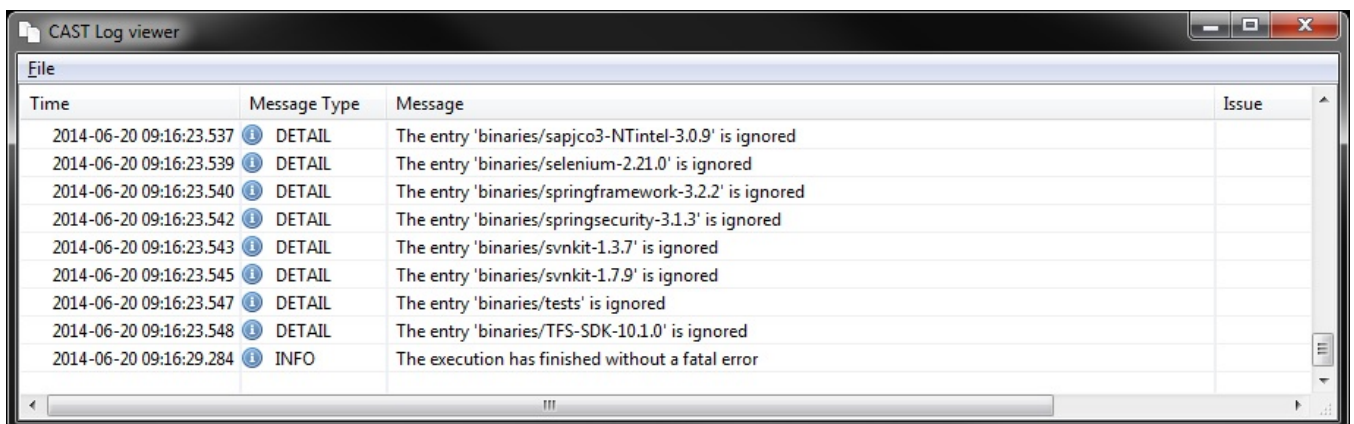 CAST Log viewer
File
Time Message Type Message Issue
2014-06-20 09:16:23.537 DETAIL The entry 'binaries/sapjco3-NTintel-3.0.9' is ignored
2014-06-20 09:16:23.539 DETAIL The entry 'binaries/selenium-2.21.0' is ignored
2014-06-20 09:16:23.540 DETAIL The entry 'binaries/springframework-3.2.2' is ignored
2014-06-20 09:16:23.542 DETAIL The entry 'binaries/springsecurity-3.1.3' is ignored
2014-06-20 09:16:23.543 DETAIL The entry 'binaries/svnkit-1.3.7' is ignored
2014-06-20 09:16:23.545 DETAIL The entry 'binaries/svnkit-1.7.9' is ignored
2014-06-20 09:16:23.547 DETAIL The entry 'binaries/tests' is ignored
2014-06-20 09:16:23.548 DETAIL The entry 'binaries/TFS-SDK-10.1.0' is ignored
2014-06-20 09:16:29.284 INFO The execution has finished without a fatal error